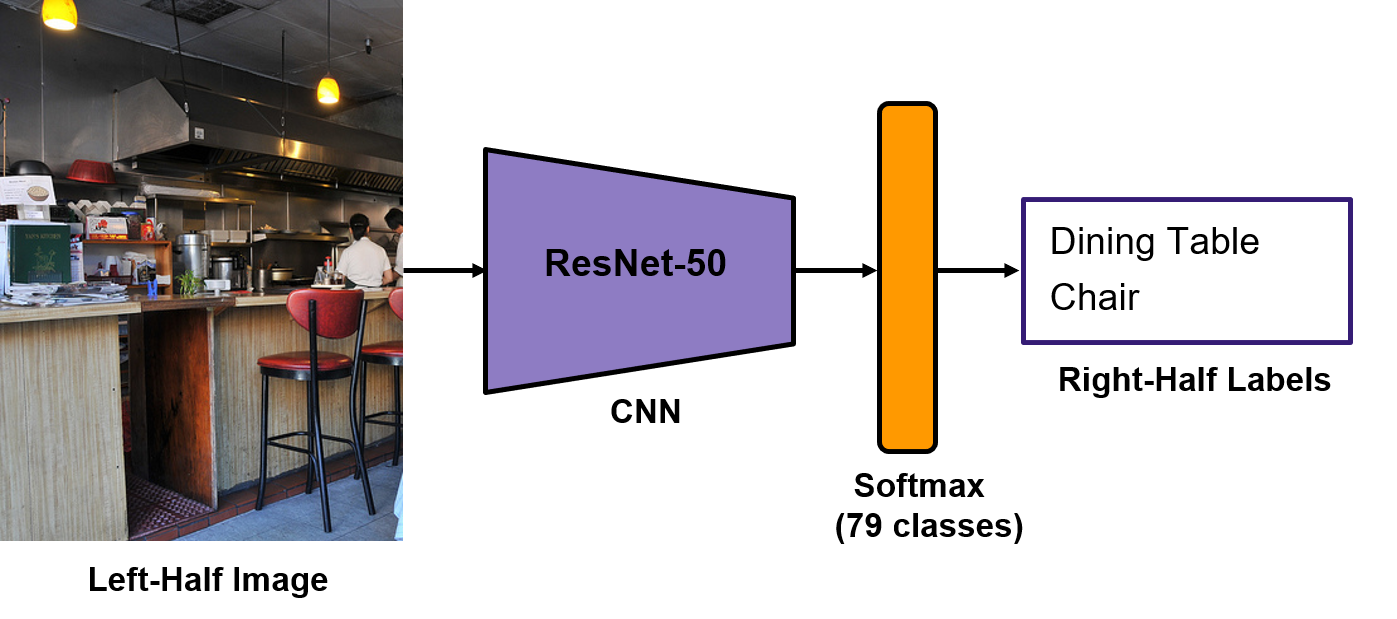 ResNet-50
CNN
Softmax
(79 classes)
Dining Table
Chair
Right-Half Labels
Left-Half Image